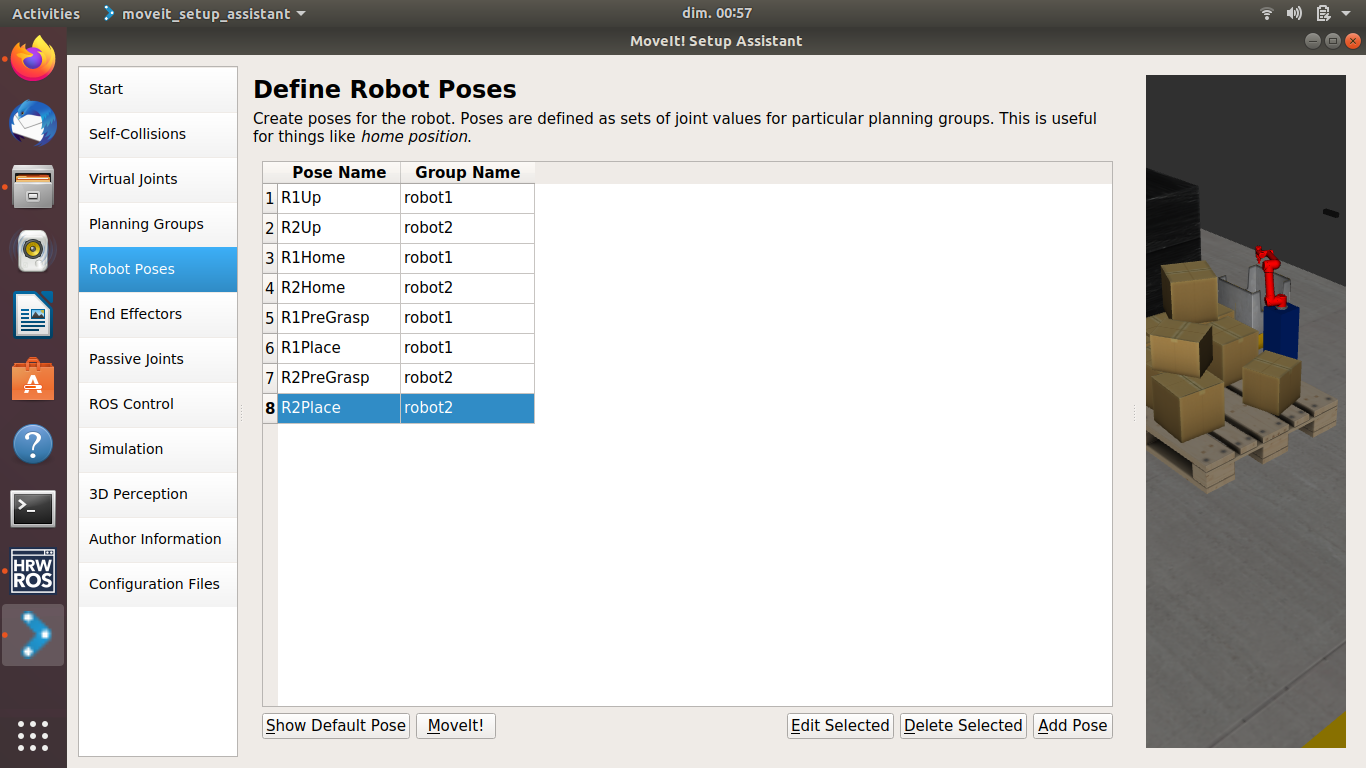 Activities moveit_setup_assistant dim. 00:57
MoveIt! Setup Assistant
Start
Self-Collisions
Virtual Joints
Planning Groups
Robot Poses
End Effectors
Passive Joints
ROS Control
Simulation
3D Perception
Author Information
Configuration Files
HRW
ROS
Define Robot Poses
Create poses for the robot. Poses are defined as sets of joint values for particular planning groups. This is useful
for things like home position.
Pose Name Group Name
1 R1Up robot1
2 R2Up robot2
3 R1Home robot1
4 R2Home robot2
5 R1PreGrasp robot1
6 R1Place robot1
7 R2PreGrasp robot2
8 R2Place robot2
Show Default Pose MoveIt! Edit Selected Delete Selected Add Pose